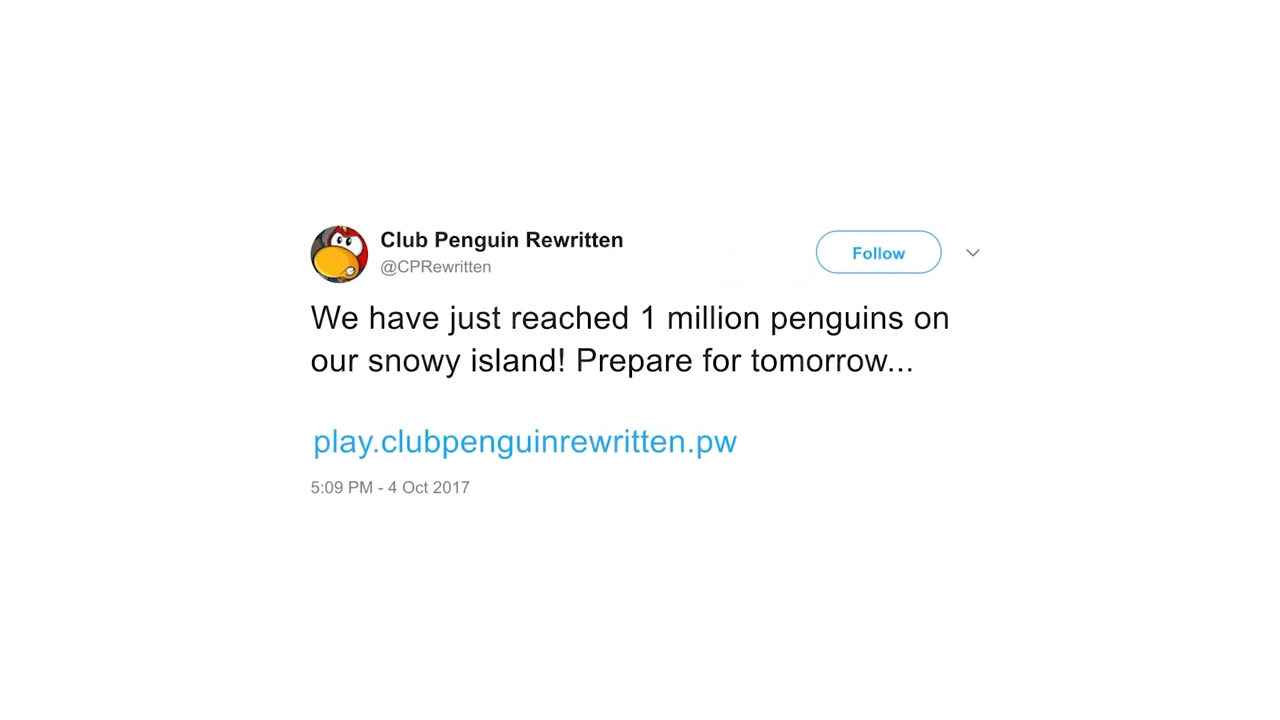 Club Penguin Rewritten
@CPRewritten
Follow
We have just reached 1 million penguins on
our snowy island! Prepare for tomorrow...
play.clubpenguinrewritten.pw
5:09 PM - 4 Oct 2017